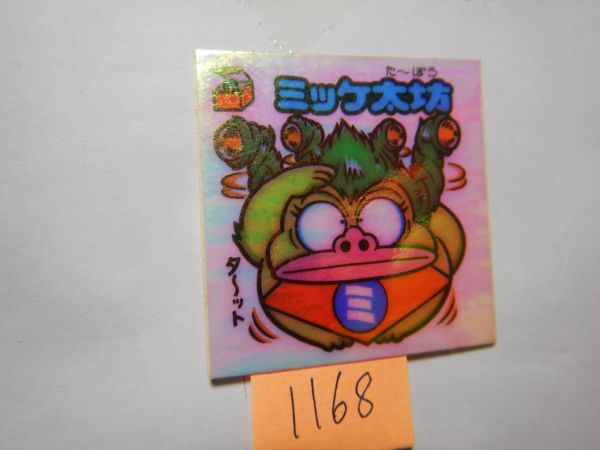 た〜ぼう
ミッケ太坊
タ〜ット
ミ
1168